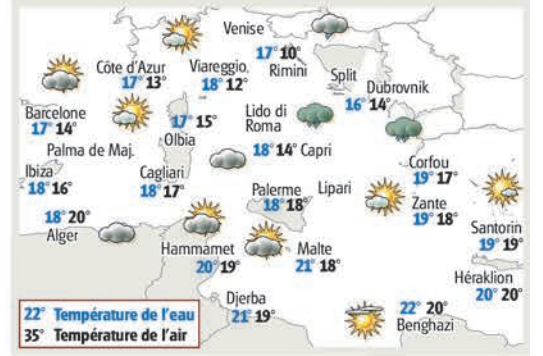 Venise
17° 10°
Côte d'Azur
17° 13°
Viareggio
18° 12°
Rimini
Split
16° 14°
Dubrovnik
Barcelone
17° 14°
17° 15°
Olbia
Lido di
Roma
18° 14° Capri
Palma de Maj.
Ibiza
18° 16°
Cagliari
18° 17°
Corfou
19° 17°
Palerme
18° 18°
Lipari
Zante
19° 18°
18° 20°
Alger
Santorin
19° 19°
Hammamet
20° 19°
Malte
21° 18°
Héraklion
20° 20°
Djerba
21° 19°
22° 20°
Benghazi
22° Température de l'eau
35° Température de l'air